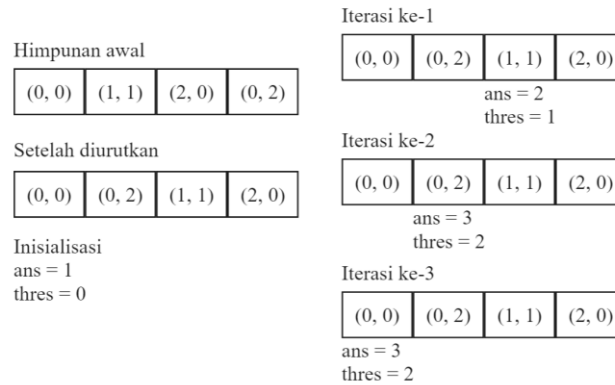 Himpunan awal
(0, 0) (1, 1) (2, 0) (0, 2)
Setelah diurutkan
(0, 0) (0, 2) (1, 1) (2, 0)
Inisialisasi
ans = 1
thres = 0
Iterasi ke-1
(0, 0) (0, 2) (1, 1) (2, 0)
ans = 2
thres = 1
Iterasi ke-2
(0, 0) (0, 2) (1, 1) (2, 0)
ans = 3
thres = 2
Iterasi ke-3
(0, 0) (0, 2) (1, 1) (2, 0)
ans = 3
thres = 2